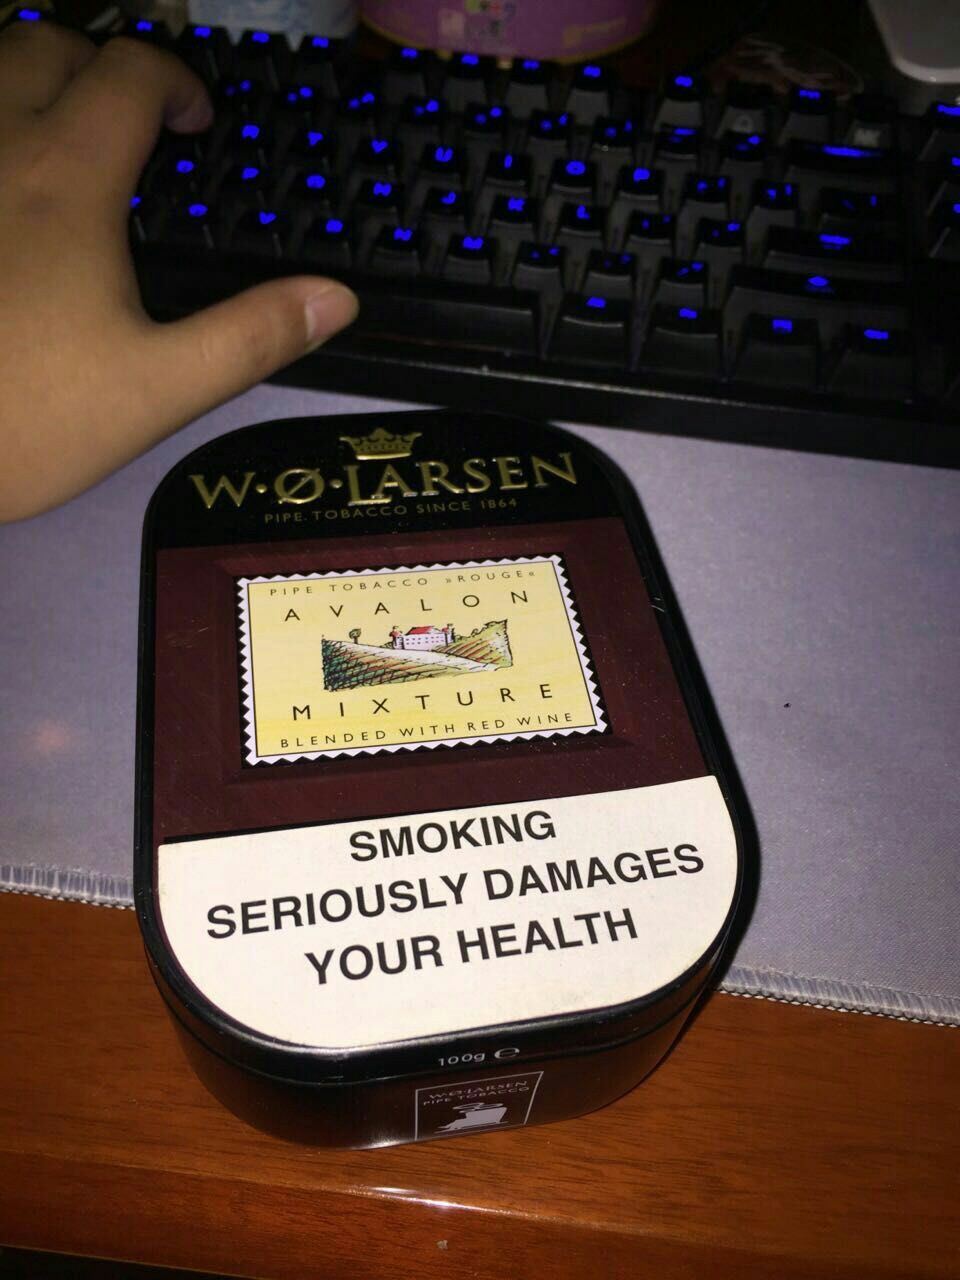 W·Ø·LARSEN
PIPE TOBACCO SINCE 1864
PIPE TOBACCO »ROUGE«
AVALON
MIXTURE
BLENDED WITH RED WINE
SMOKING
SERIOUSLY DAMAGES
YOUR HEALTH
100g ℮
W·Ø·LARSEN
PIPE TOBACCO